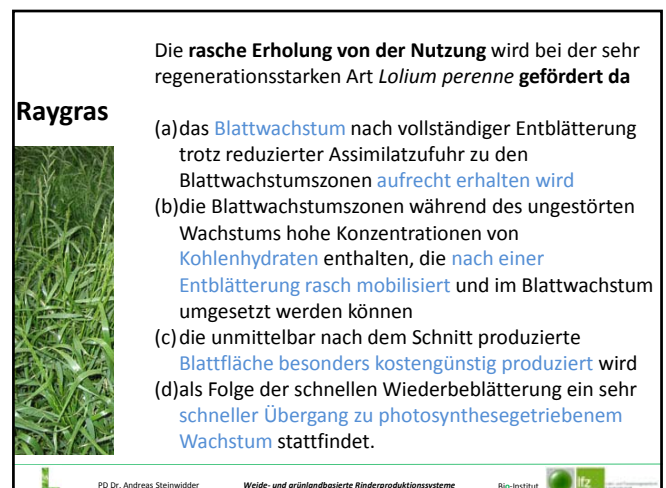 Die rasche Erholung von der Nutzung wird bei der sehr
regenerationsstarken Art Lolium perenne gefördert da
Raygras
(a)das Blattwachstum nach vollständiger Entblätterung
trotz reduzierter Assimilatzufuhr zu den
Blattwachstumszonen aufrecht erhalten wird
(b)die Blattwachstumszonen während des ungestörten
Wachstums hohe Konzentrationen von
Kohlenhydraten enthalten, die nach einer
Entblätterung rasch mobilisiert und im Blattwachstum
umgesetzt werden können
(c)die unmittelbar nach dem Schnitt produzierte
Blattfläche besonders kostengünstig produziert wird
(d)als Folge der schnellen Wiederbeblätterung ein sehr
schneller Übergang zu photosynthesegetriebenem
Wachstum stattfindet.
PD Dr. Andreas Steinwidder Weide- und grünlandbasierte Rinderproduktionssysteme Bio-Institut lfz